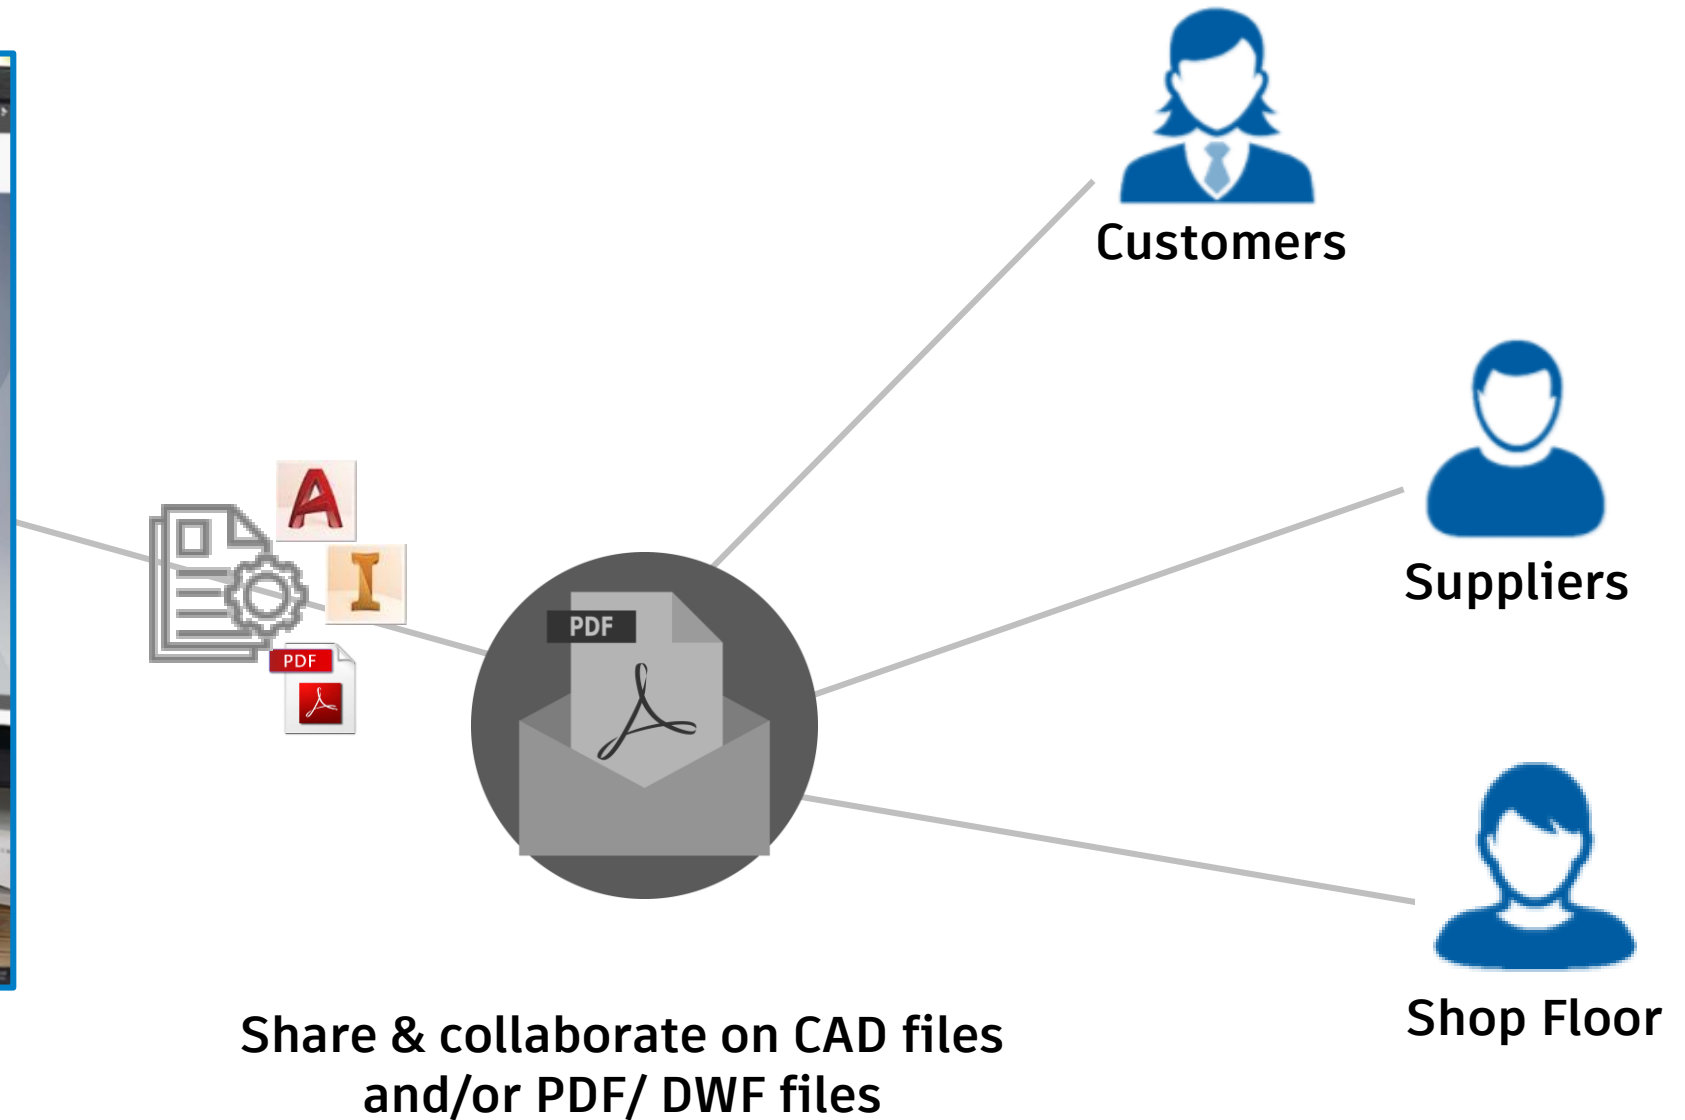 Customers
Suppliers
A
I
PDF
PDF
Shop Floor
Share & collaborate on CAD files
and/or PDF/ DWF files